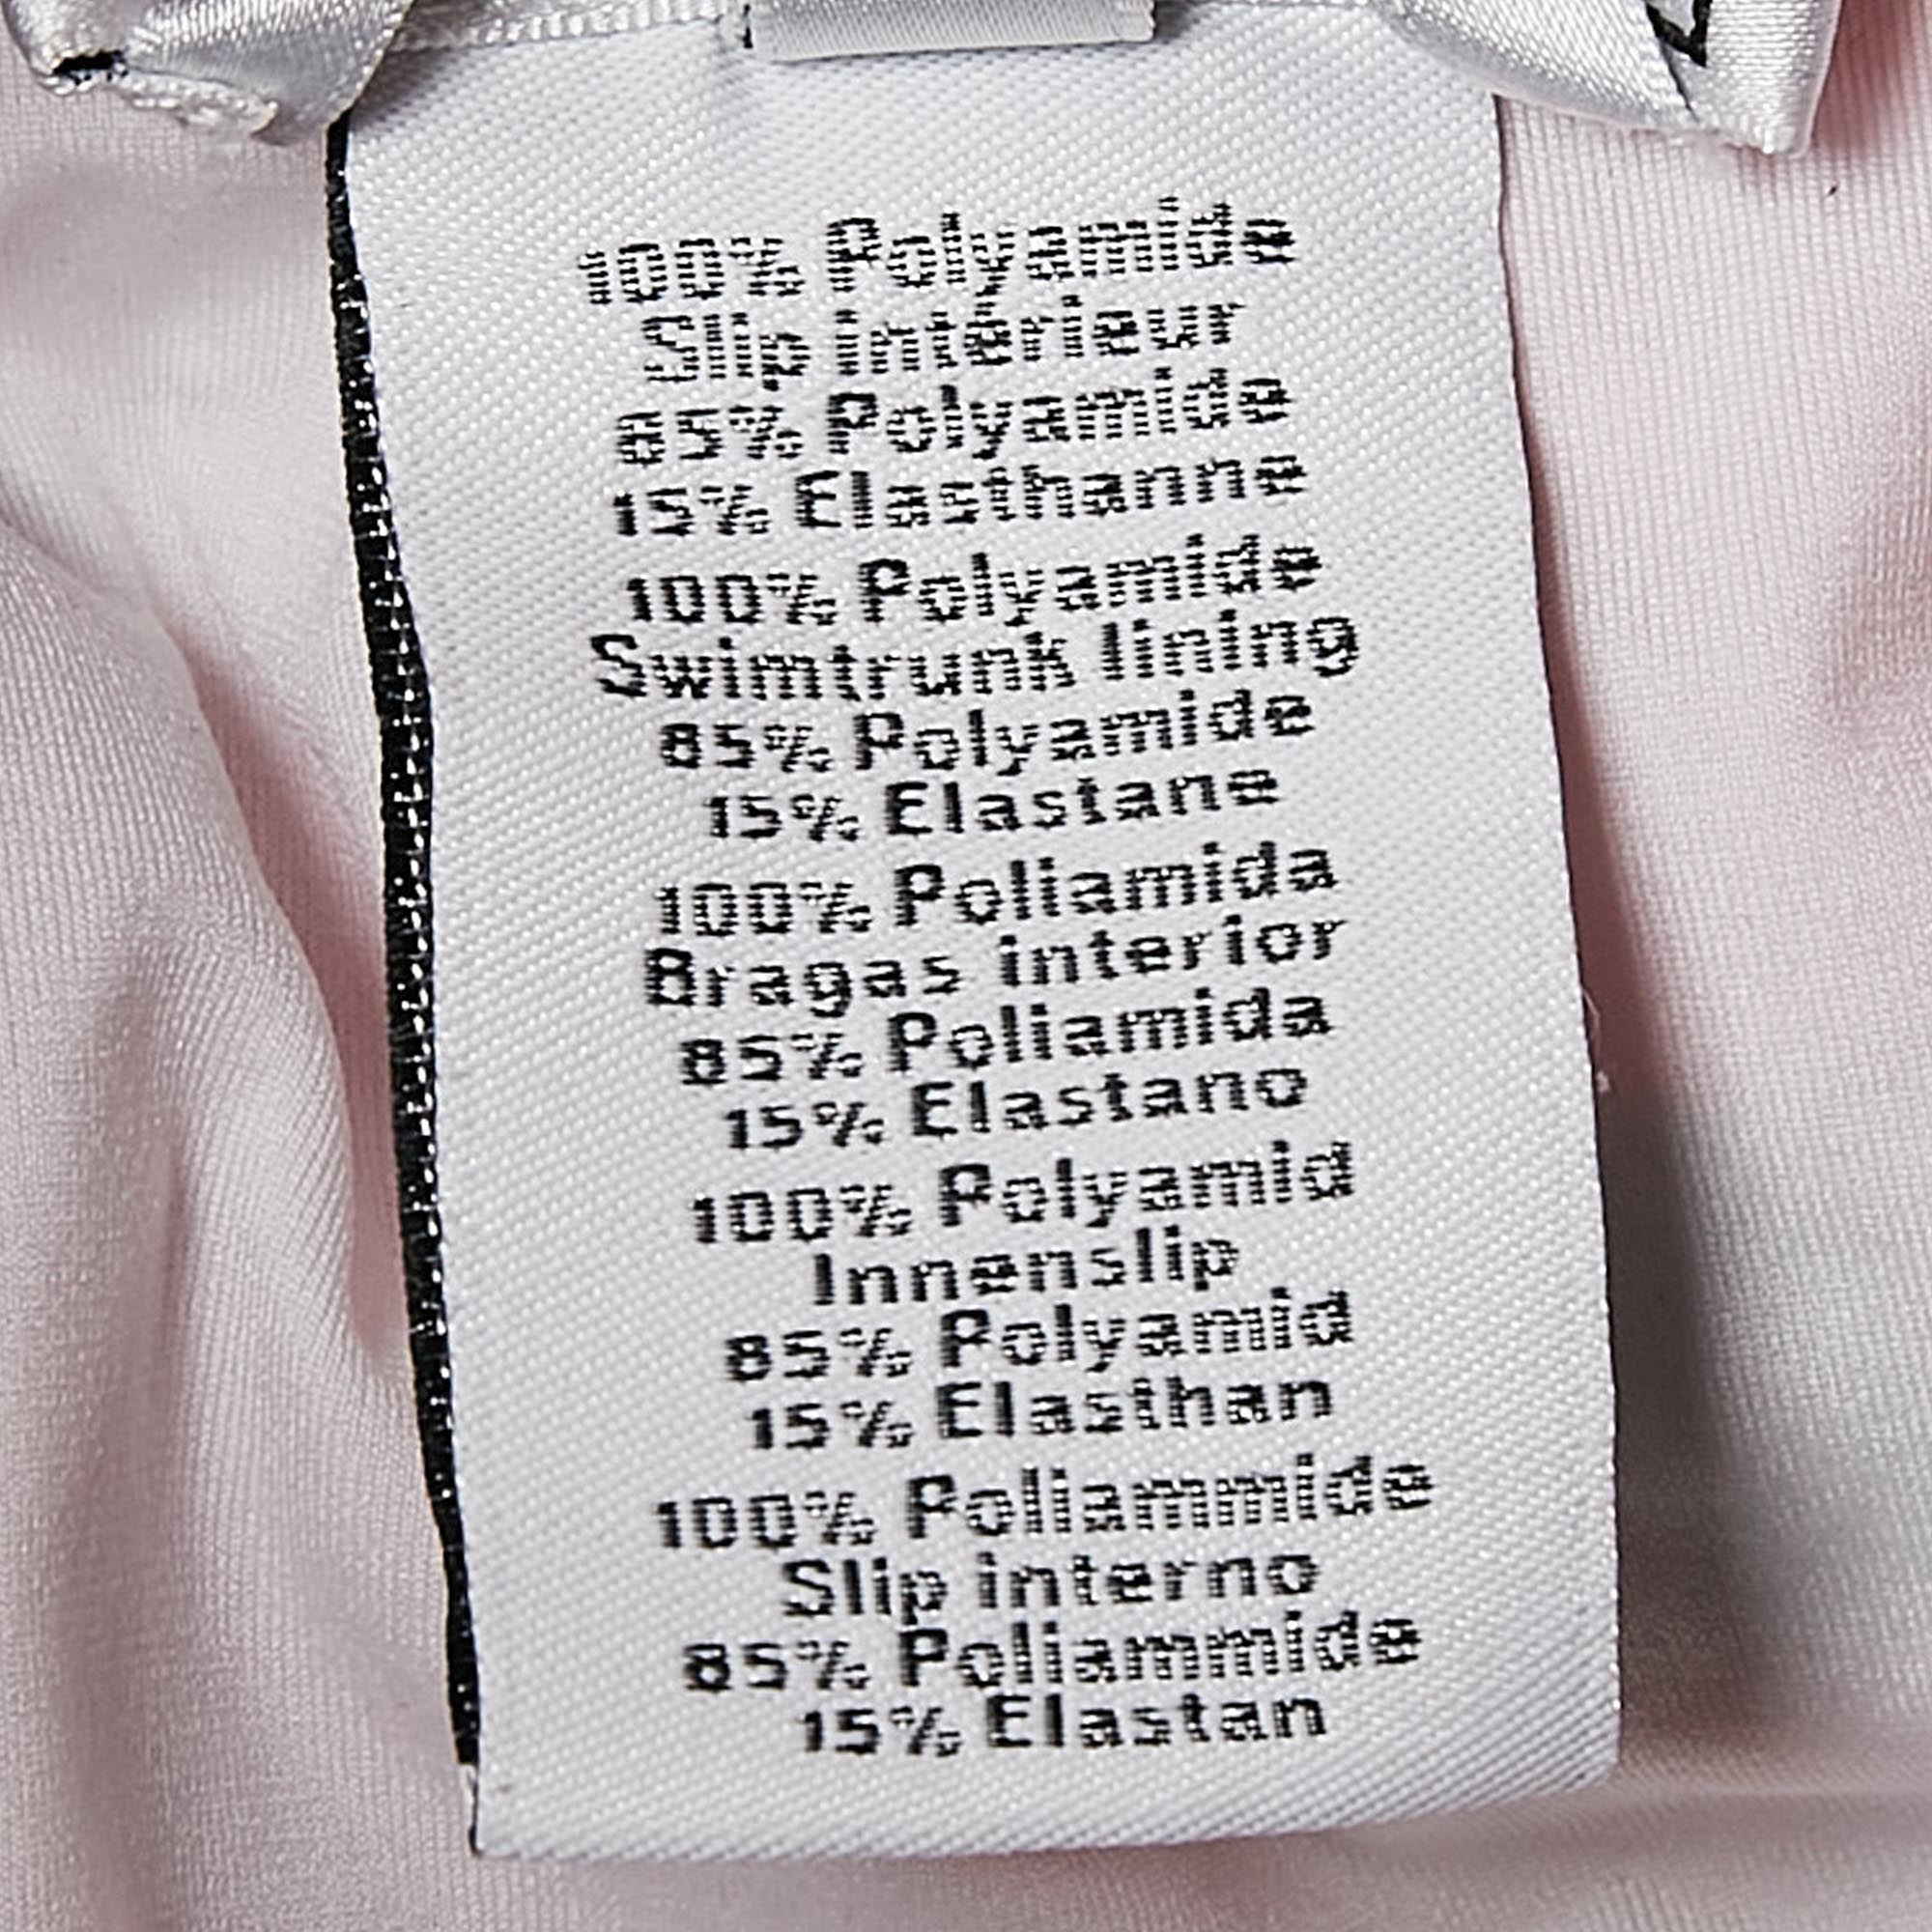 100% Polyamide
Slip intérieur
85% Polyamide
15% Elasthanne
100% Polyamide
Swimtrunk lining
85% Polyamide
15% Elastane
100% Poliamida
Bragas interior
85% Poliamida
15% Elastano
100% Polyamid
Innenslip
85% Polyamid
15% Elasthan
100% Poliammide
Slip interno
85% Poliammide
15% Elastan